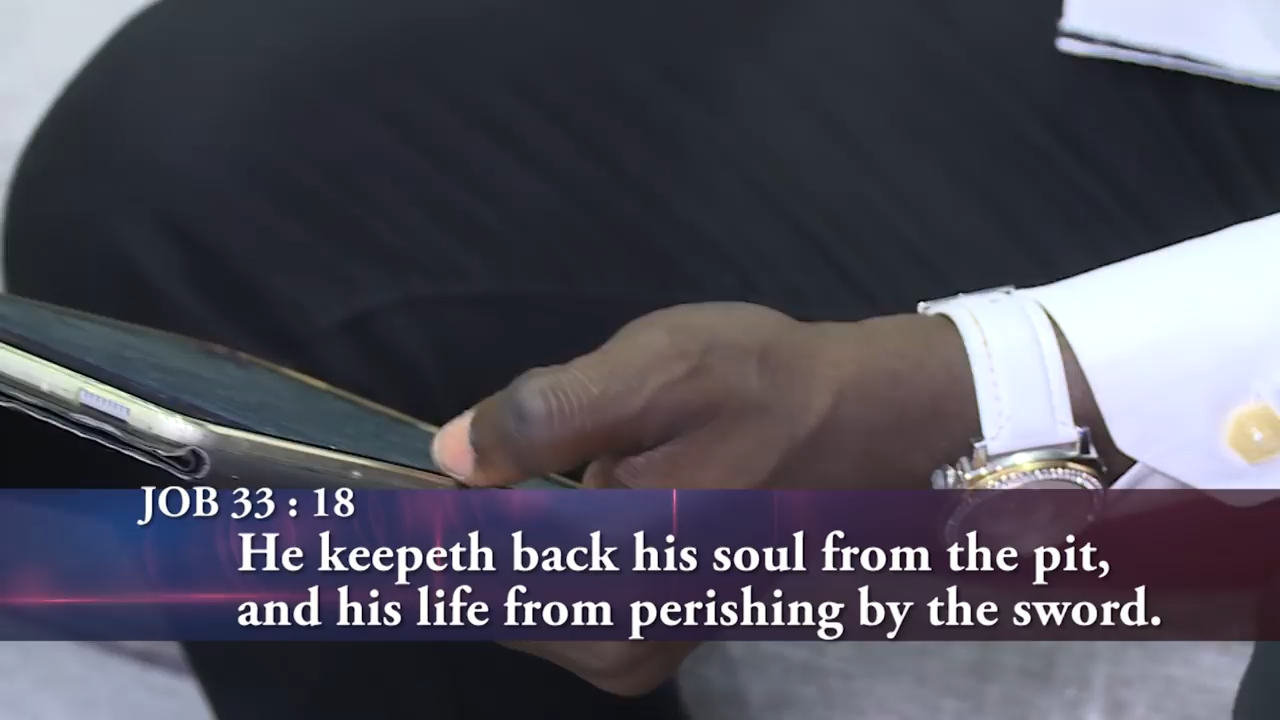 JOB 33 : 18
He keepeth back his soul from the pit,
and his life from perishing by the sword.